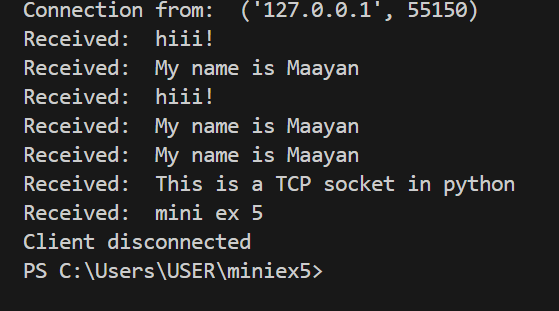 Connection from:  ('127.0.0.1', 55150)
Received:  hiii!
Received:  My name is Maayan
Received:  hiii!
Received:  My name is Maayan
Received:  My name is Maayan
Received:  This is a TCP socket in python
Received:  mini ex 5
Client disconnected
PS C:\Users\USER\miniex5>